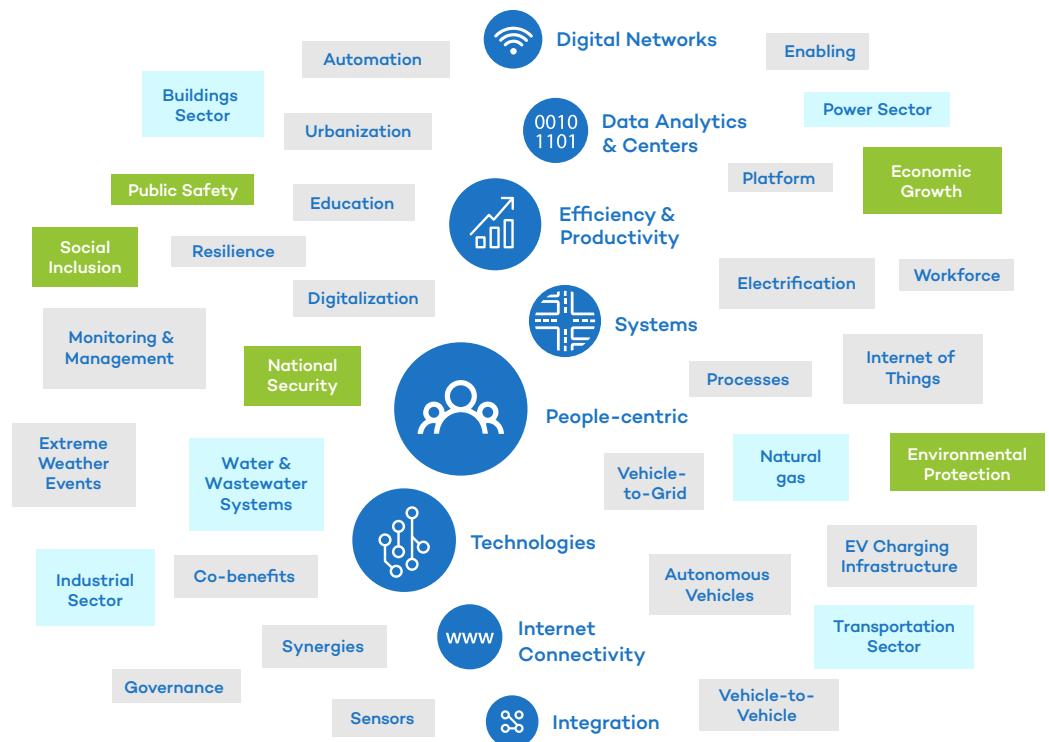 Digital Networks
Automation
Enabling
Buildings
Sector
Power Sector
0010
1101
Data Analytics
& Centers
Urbanization
Platform
Economic
Growth
Public Safety
Education
Efficiency &
Productivity
Social
Inclusion
Resilience
Electrification
Workforce
Digitalization
Systems
Monitoring &
Management
National
Security
Processes
Internet of
Things
People-centric
Extreme
Weather
Events
Water &
Wastewater
Systems
Vehicle-
to-Grid
Natural
gas
Environmental
Protection
Technologies
EV Charging
Infrastructure
Industrial
Sector
Co-benefits
Autonomous
Vehicles
www
Internet
Connectivity
Transportation
Sector
Synergies
Governance
Sensors
Integration
Vehicle-to-
Vehicle